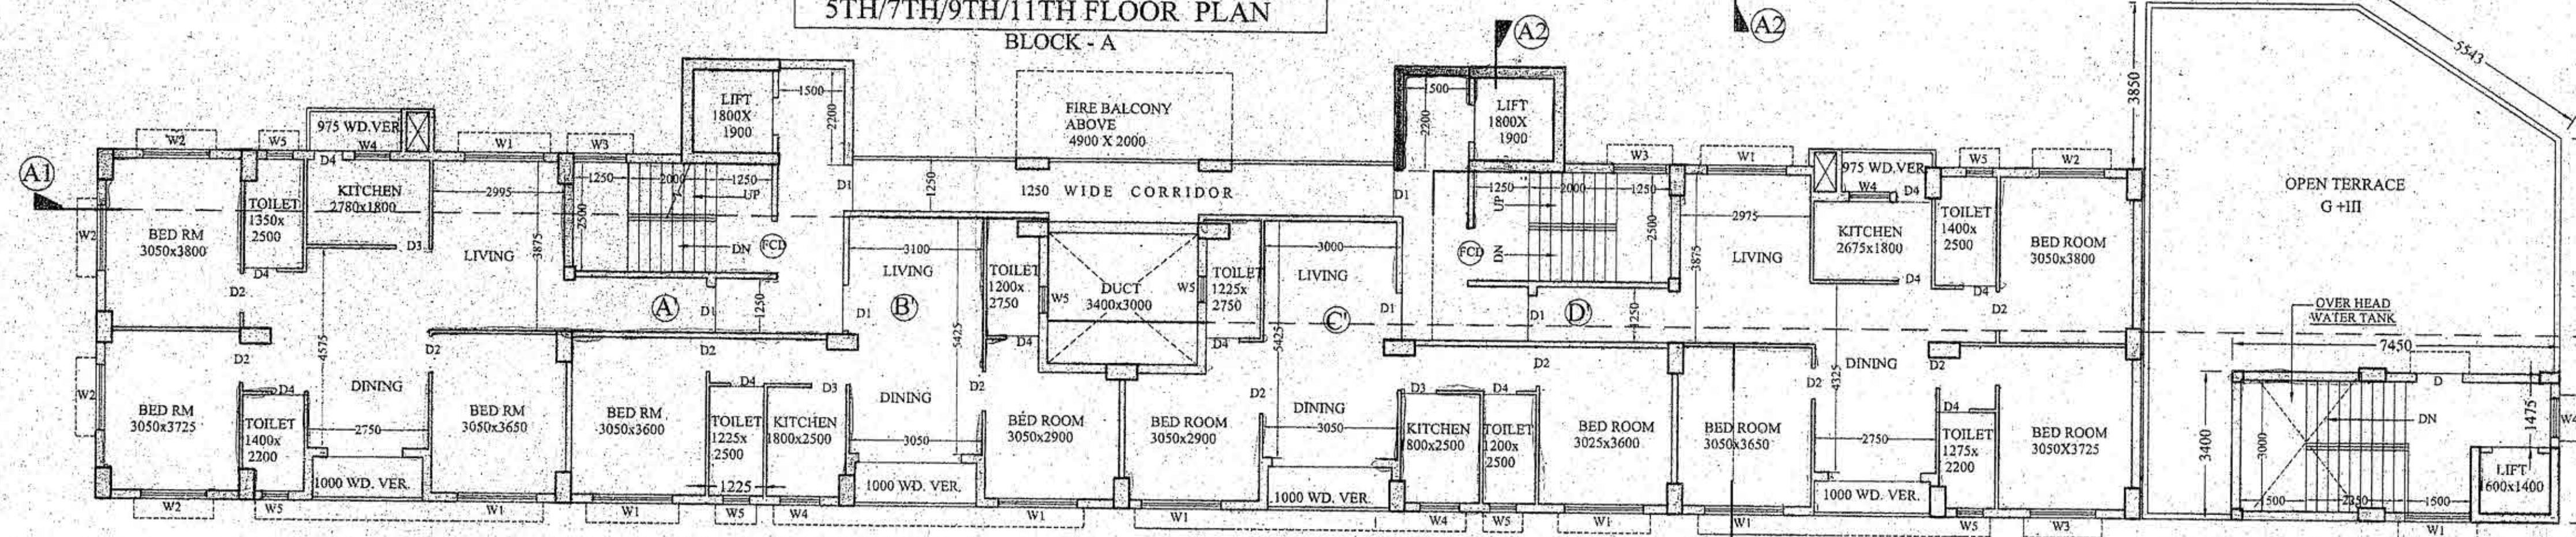 5TH/7TH/9TH/11TH FLOOR PLAN
BLOCK - A
A2
A2
5543
3850
LIFT
1800X
1900
1500
2200
FIRE BALCONY
ABOVE
4900 X 2000
1500
2200
LIFT
1800X
1900
975 WD.VER
W2
W5
W4
D4
W1
W3
W3
W1
975 WD.VER
W4
D4
W5
W2
OPEN TERRACE
G +III
A1
W2
BED RM
3050x3800
TOILET
1350x
2500
KITCHEN
2780x1800
2995
LIVING
3875
D3
D4
D2
1250
2000
1250
UP
DN
2500
FCD
D1
1250
1250 WIDE CORRIDOR
D1
1250
2000
1250
UP
DN
2500
FCD
2975
LIVING
3875
KITCHEN
2675x1800
D4
TOILET
1400x
2500
D4
D2
BED ROOM
3050x3800
3100
LIVING
TOILET
1200x
2750
W5
DUCT
3400x3000
W5
TOILET
1225x
2750
3000
LIVING
A'
D1
1250
D1
B'
5425
D4
D4
5425
C'
D1
D1
D'
1250
OVER HEAD
WATER TANK
7450
W2
BED RM
3050x3725
D2
D4
TOILET
1400x
2200
4575
DINING
2750
1000 WD. VER.
D2
BED RM
3050x3650
BED RM
3050x3600
D2
D4
TOILET
1225x
2500
1225
D3
KITCHEN
1800x2500
DINING
3050
1000 WD. VER.
D2
BED ROOM
3050x2900
BED ROOM
3050x2900
D2
DINING
3050
1000 WD. VER.
D3
KITCHEN
800x2500
D4
TOILET
1200x
2500
D2
BED ROOM
3025x3600
BED ROOM
3050x3650
D2
4325
DINING
2750
1000 WD. VER.
D2
D4
TOILET
1275x
2200
BED ROOM
3050X3725
3400
3000
D
DN
1475
W4
1500
2350
1500
LIFT
1600x1400
W2
W5
W1
W1
W5
W4
W1
W1
W4
W5
W1
W1
W5
W3
W1